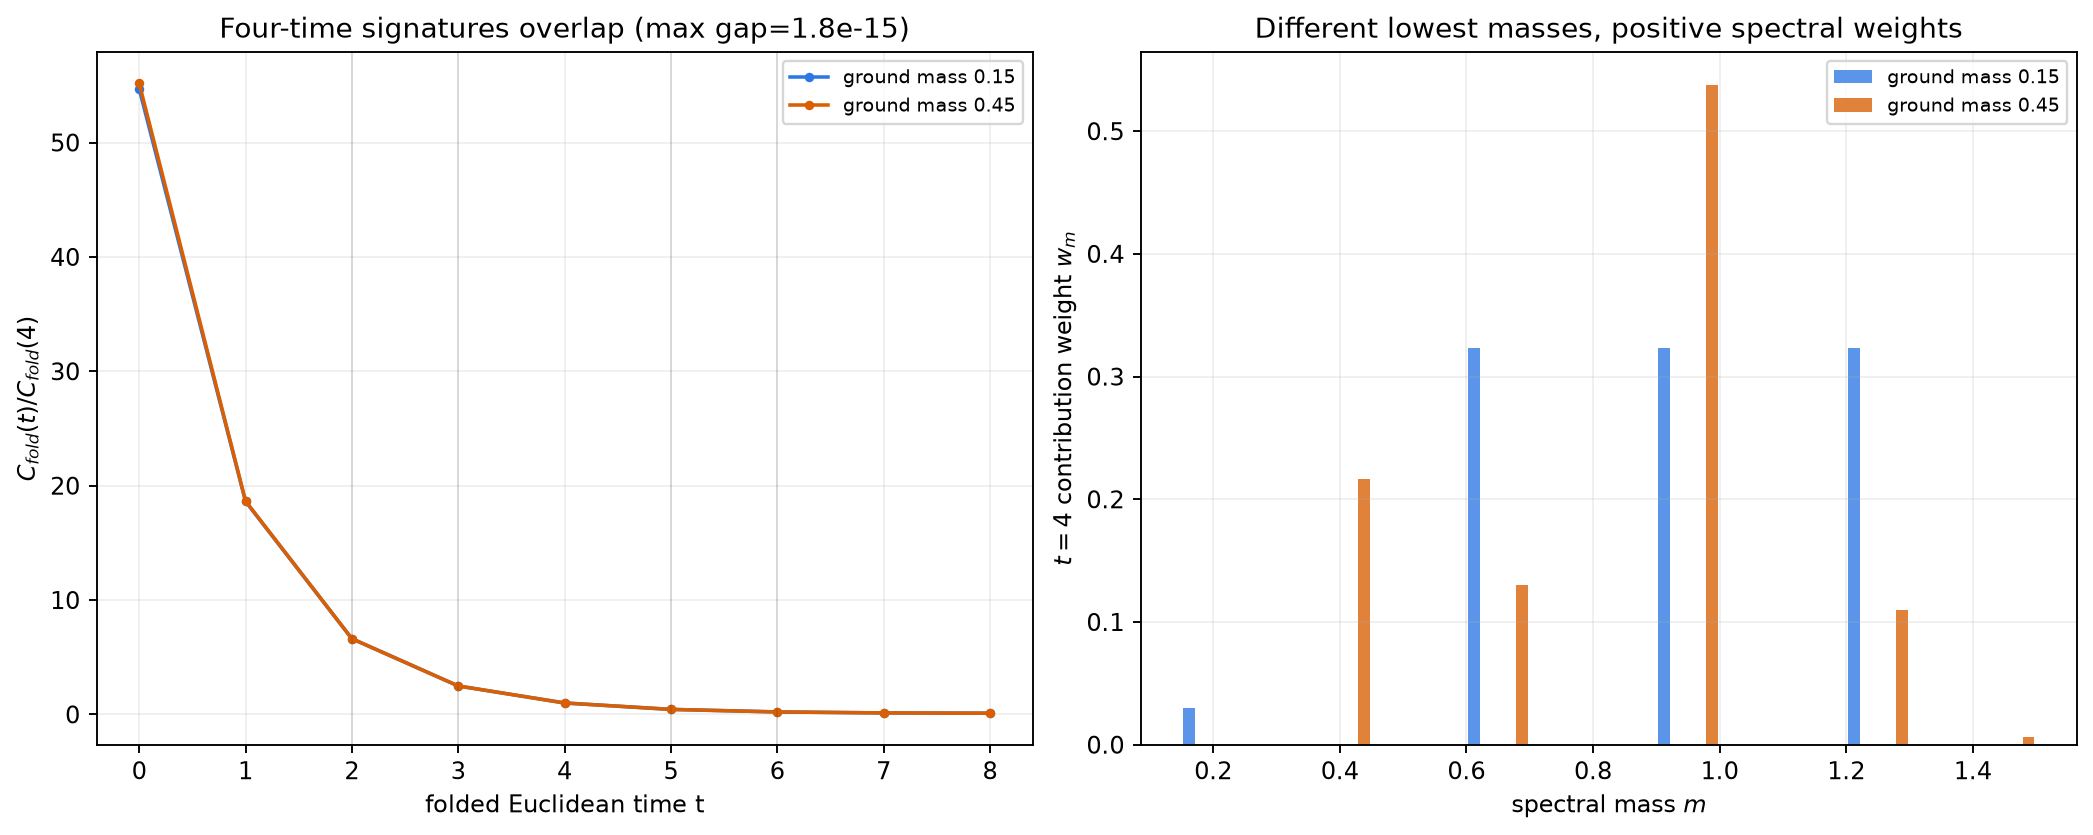 Four-time signatures overlap (max gap=1.8e-15)
ground mass 0.15
ground mass 0.45
C_fold(t)/C_fold(4)
50
40
30
20
10
0
0 1 2 3 4 5 6 7 8
folded Euclidean time t
Different lowest masses, positive spectral weights
ground mass 0.15
ground mass 0.45
t = 4 contribution weight w_m
0.5
0.4
0.3
0.2
0.1
0.0
0.2 0.4 0.6 0.8 1.0 1.2 1.4
spectral mass m